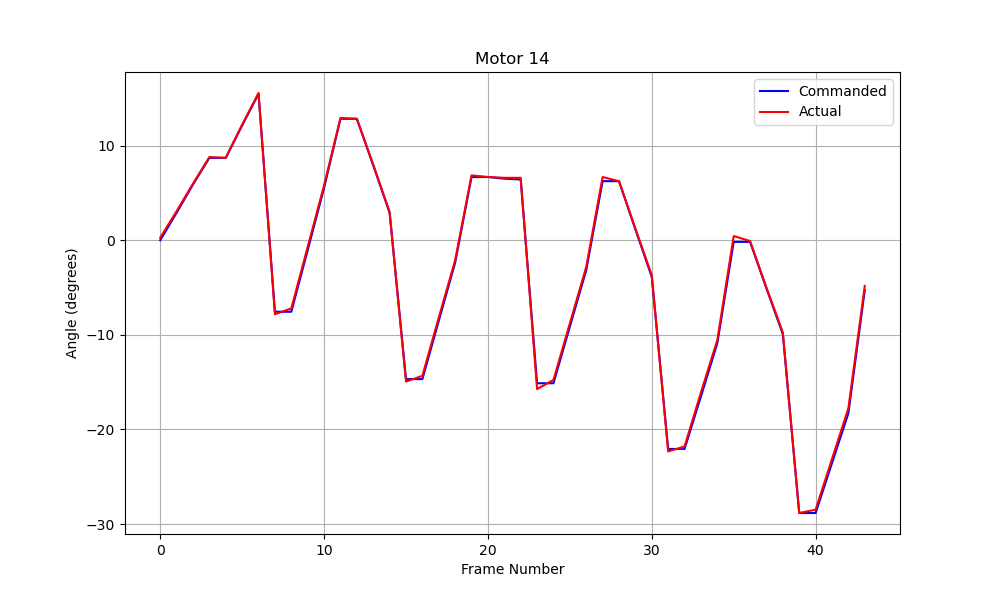 Motor 14
Commanded
Actual
Angle (degrees)
10
0
−10
−20
−30
0 10 20 30 40
Frame Number